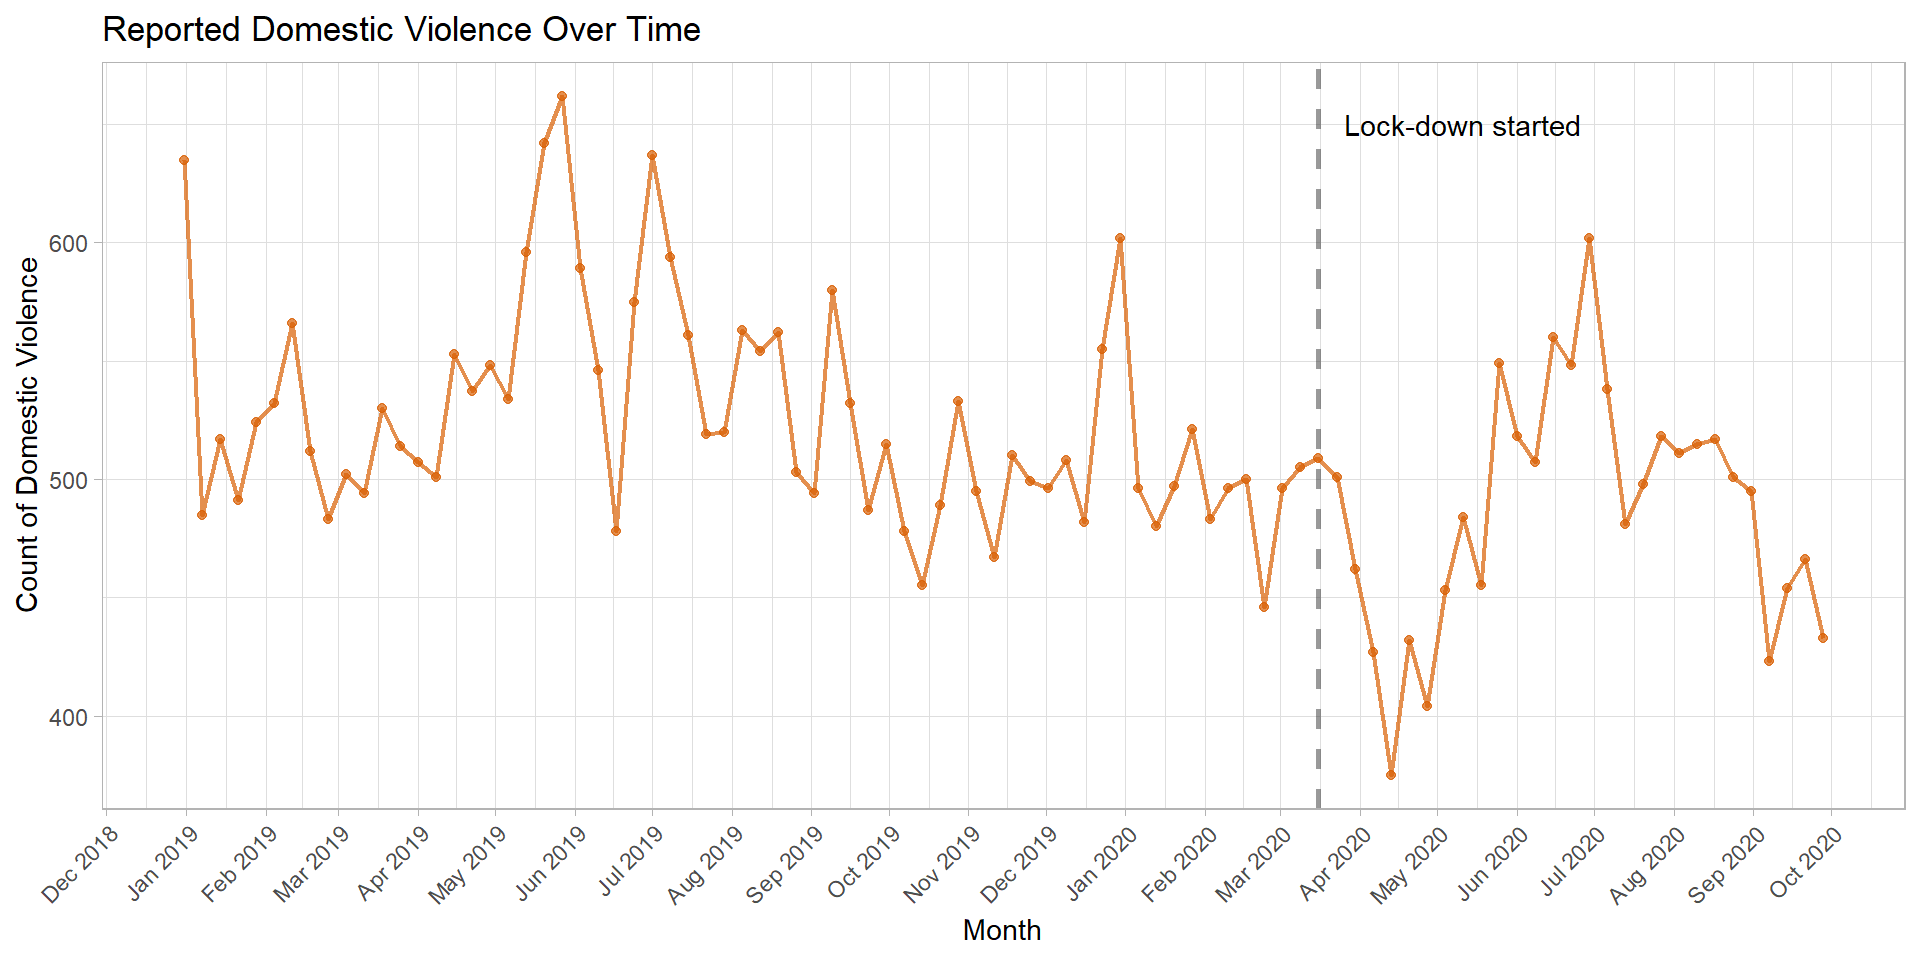 Reported Domestic Violence Over Time
Lock-down started
Count of Domestic Violence
600
500
400
Dec 2018
Jan 2019
Feb 2019
Mar 2019
Apr 2019
May 2019
Jun 2019
Jul 2019
Aug 2019
Sep 2019
Oct 2019
Nov 2019
Dec 2019
Jan 2020
Feb 2020
Mar 2020
Apr 2020
May 2020
Jun 2020
Jul 2020
Aug 2020
Sep 2020
Oct 2020
Month